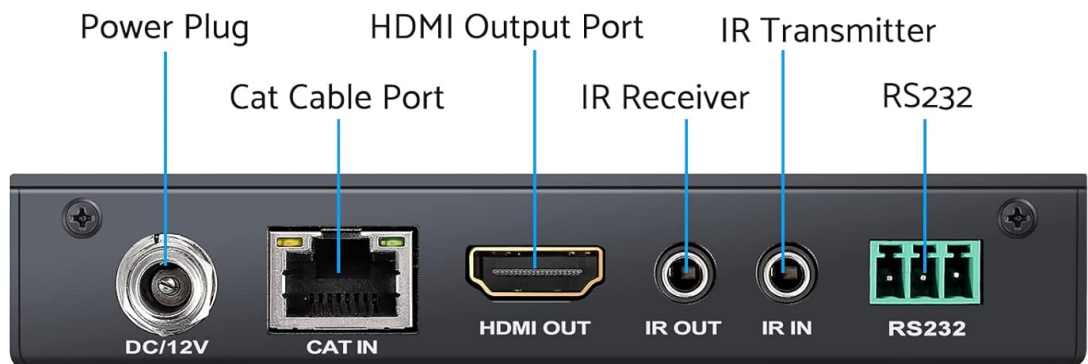 Power Plug
HDMI Output Port
IR Transmitter
Cat Cable Port
IR Receiver
RS232
DC/12V
CAT IN
HDMI OUT
IR OUT
IR IN
RS232